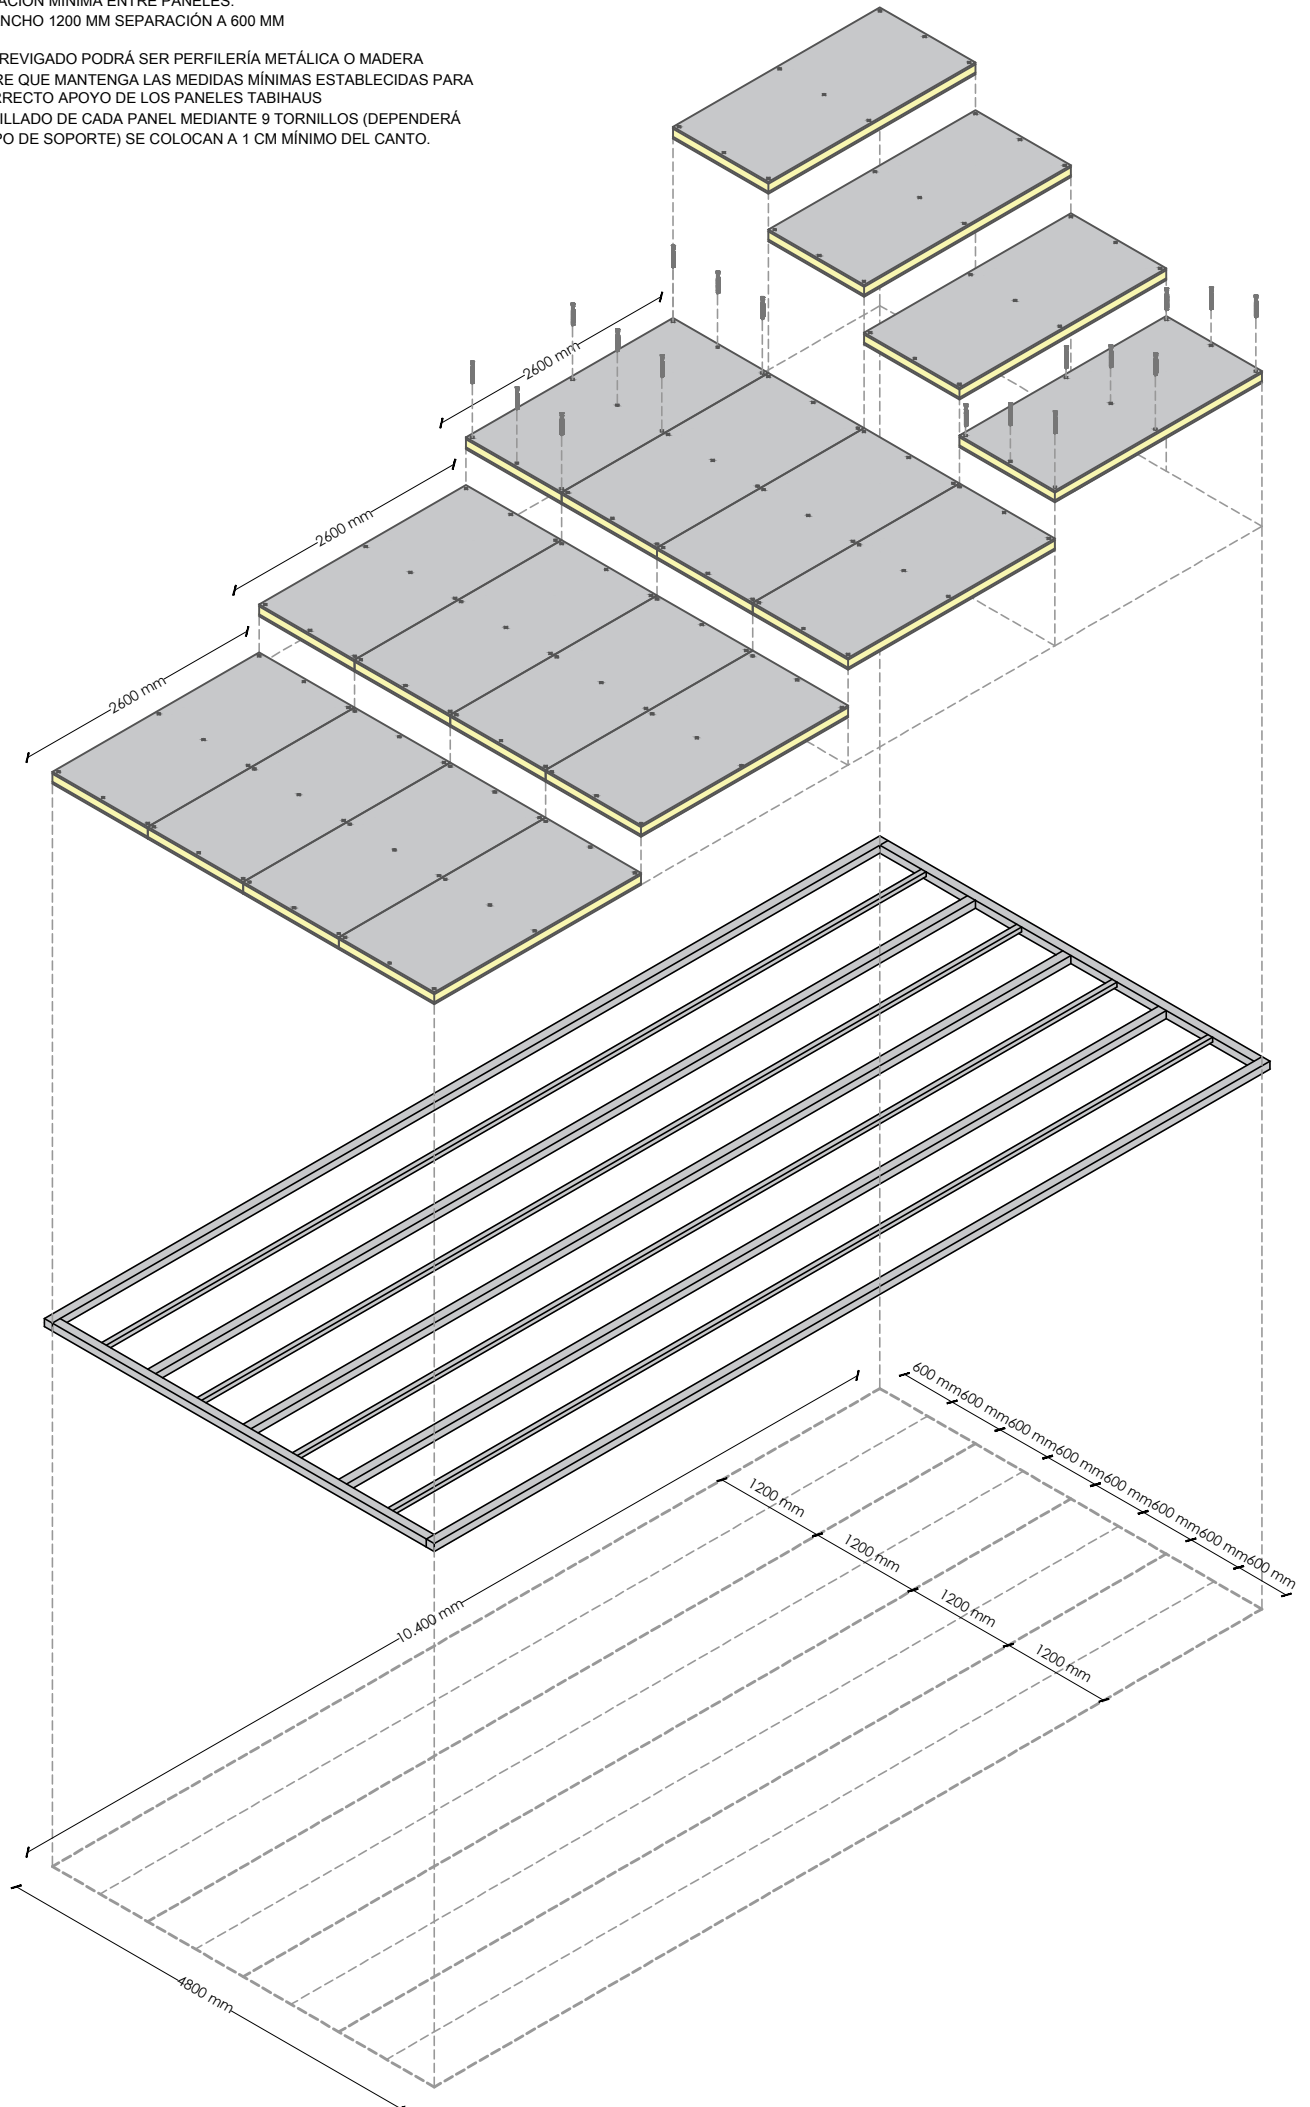 ACIÓN MÍNIMA ENTRE PANELES.
NCHO 1200 MM SEPARACIÓN A 600 MM
REVIGADO PODRÁ SER PERFILERÍA METÁLICA O MADERA
RE QUE MANTENGA LAS MEDIDAS MÍNIMAS ESTABLECIDAS PARA
RRECTO APOYO DE LOS PANELES TABIHAUS
ILLADO DE CADA PANEL MEDIANTE 9 TORNILLOS (DEPENDERÁ
PO DE SOPORTE) SE COLOCAN A 1 CM MÍNIMO DEL CANTO.
2600 mm
2600 mm
2600 mm
600 mm
600 mm
600 mm
600 mm
600 mm
600 mm
600 mm
600 mm
1200 mm
1200 mm
1200 mm
1200 mm
10.400 mm
4800 mm